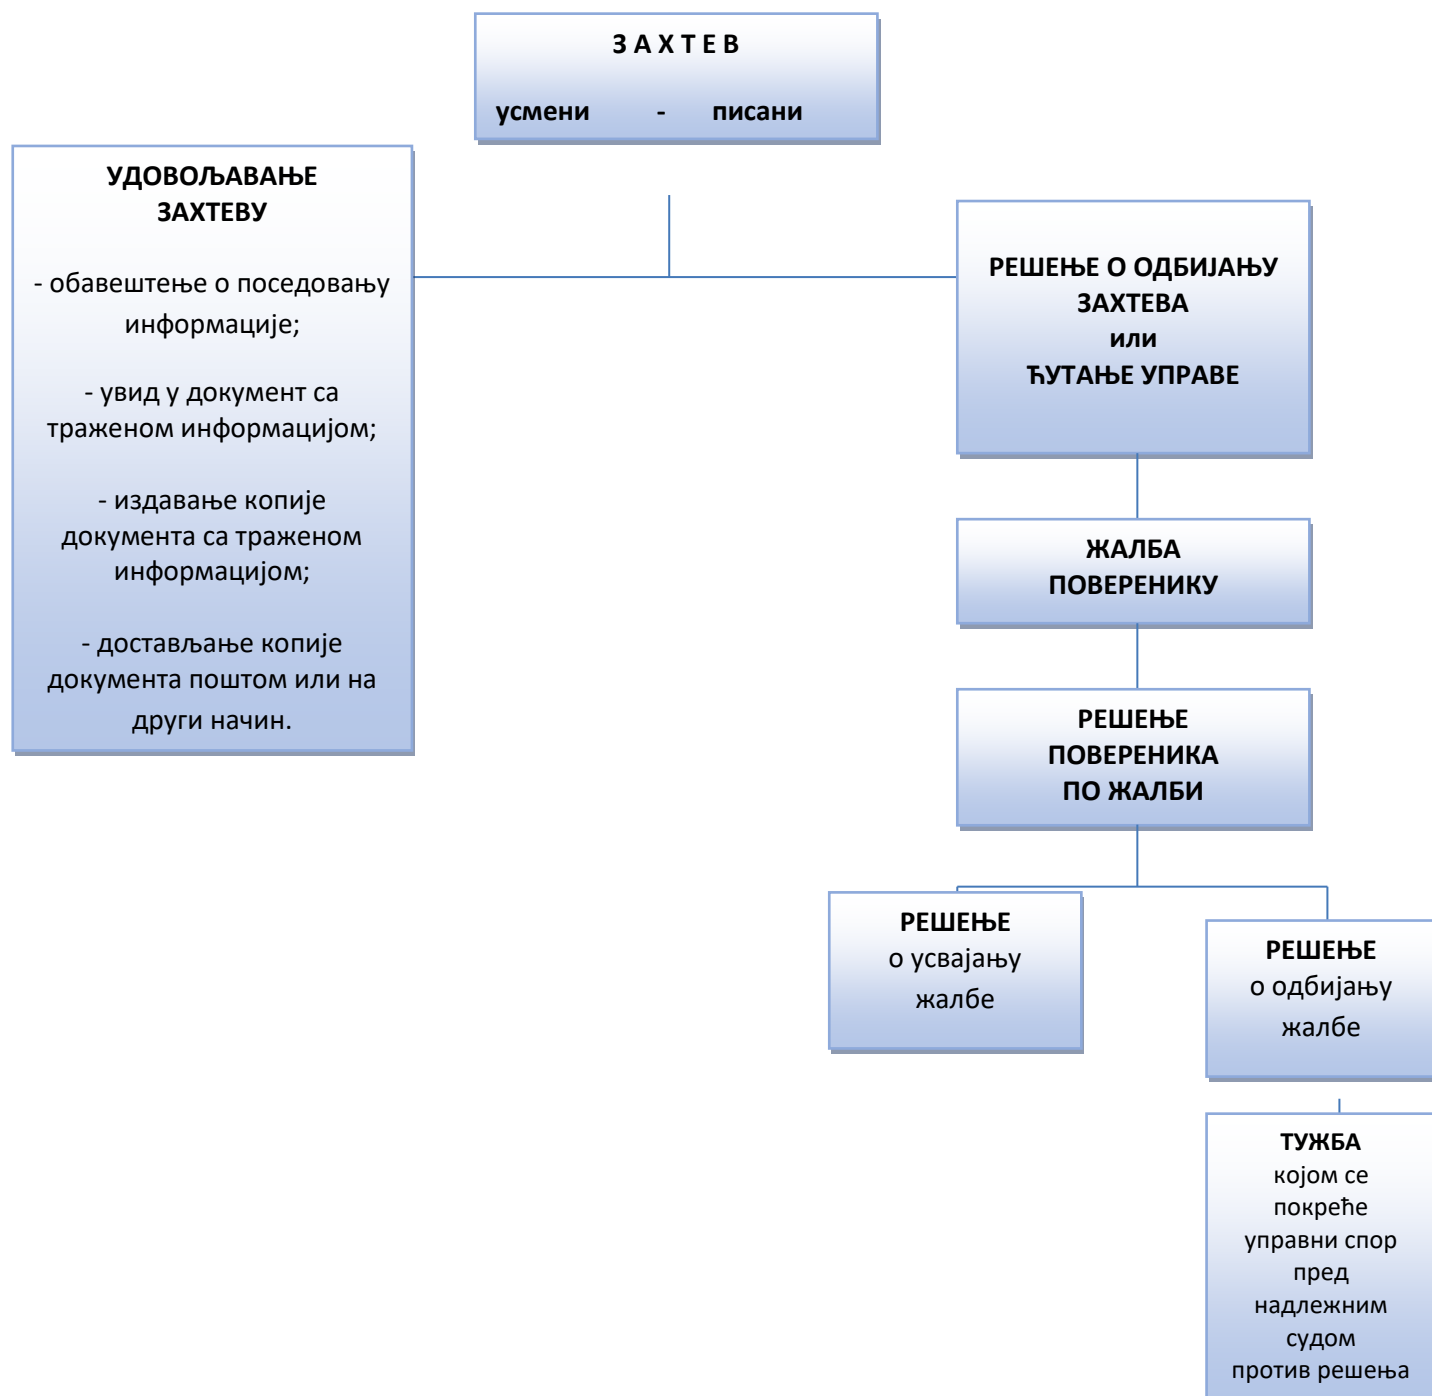 З А Х Т Е В
усмени - писани
УДОВОЉАВАЊЕ
ЗАХТЕВУ
- обавештење о поседовању
информације;
- увид у документ са
траженом информацијом;
- издавање копије
документа са траженом
информацијом;
- достављање копије
документа поштом или на
други начин.
РЕШЕЊЕ О ОДБИЈАЊУ
ЗАХТЕВА
или
ЋУТАЊЕ УПРАВЕ
ЖАЛБА
ПОВЕРЕНИКУ
РЕШЕЊЕ
ПОВЕРЕНИКА
ПО ЖАЛБИ
РЕШЕЊЕ
о усвајању
жалбе
РЕШЕЊЕ
о одбијању
жалбе
ТУЖБА
којом се
покреће
управни спор
пред
надлежним
судом
против решења